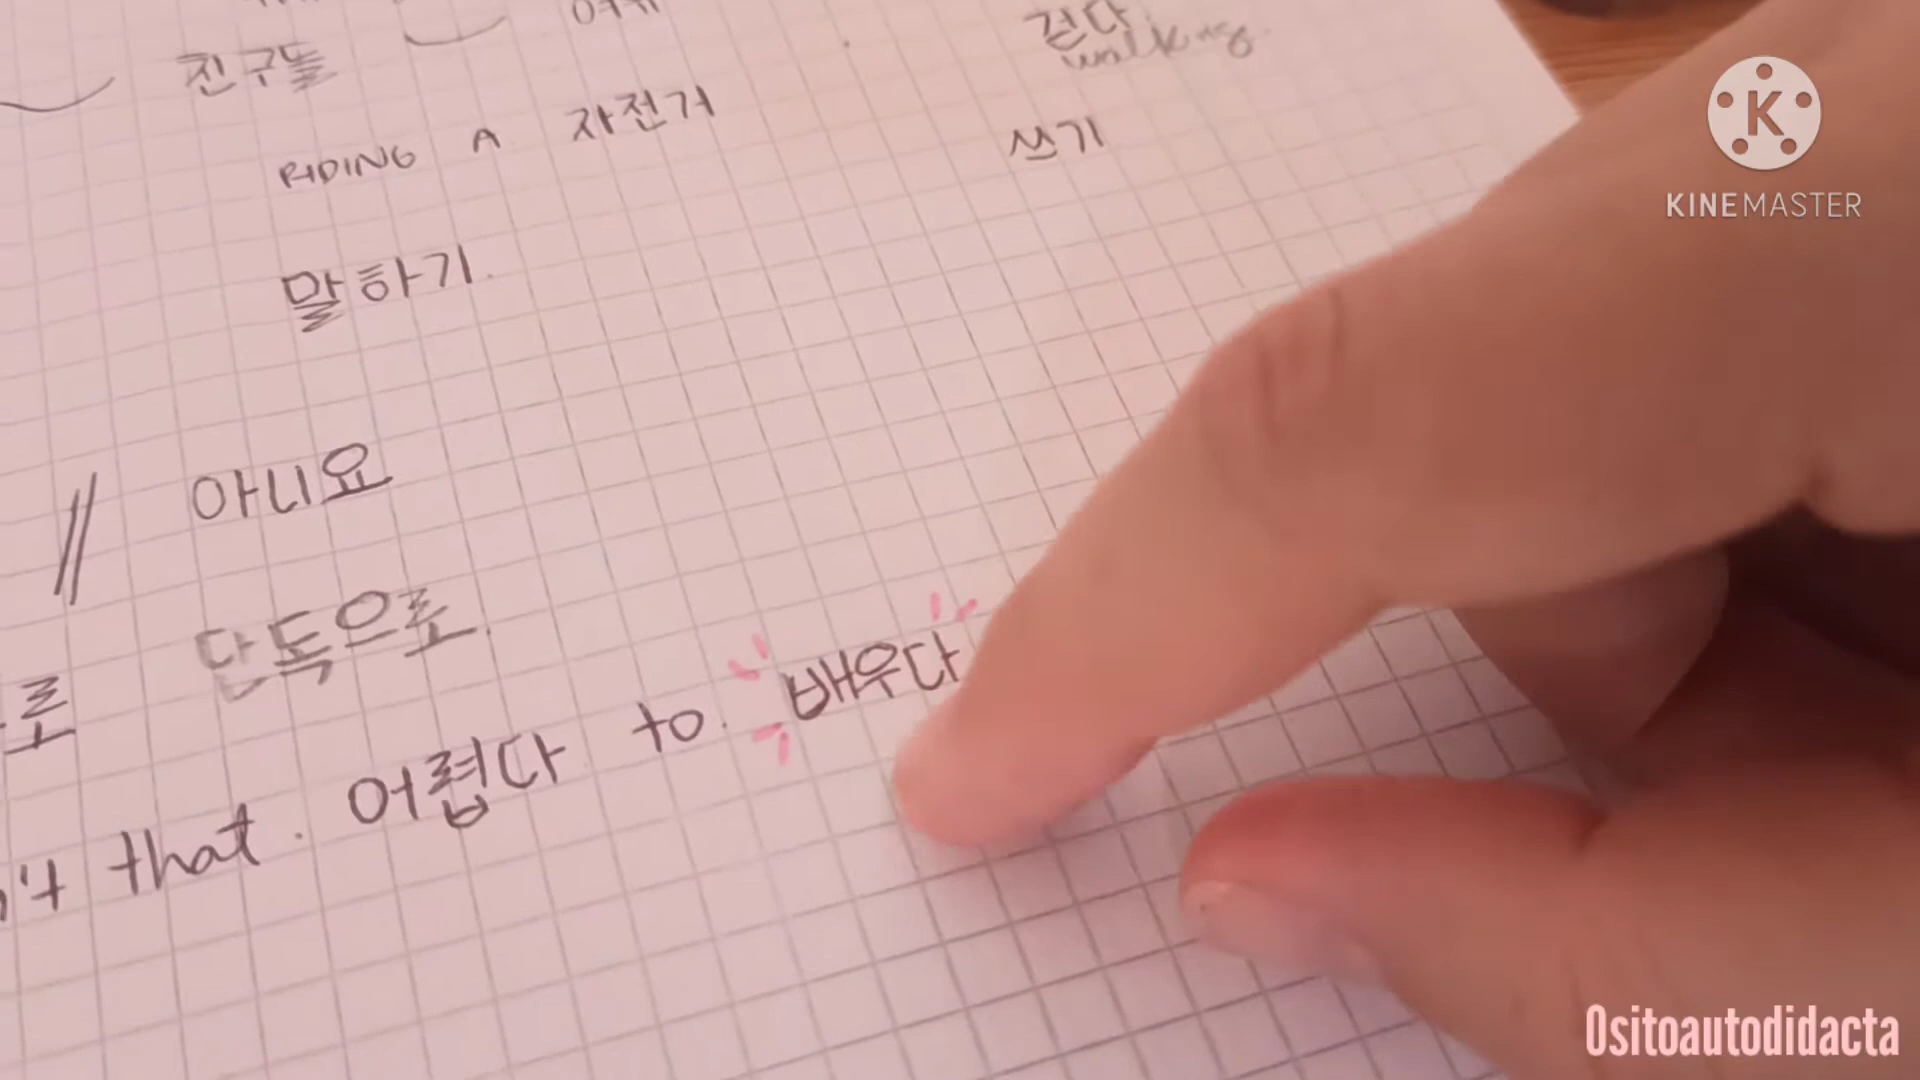 친구들
걷다
walking
RIDING A 자전거
쓰기
말하기.
아니요
단독으로
로
that. 어렵다 to. 배우다
K
KINEMASTER
Ositoautodidacta